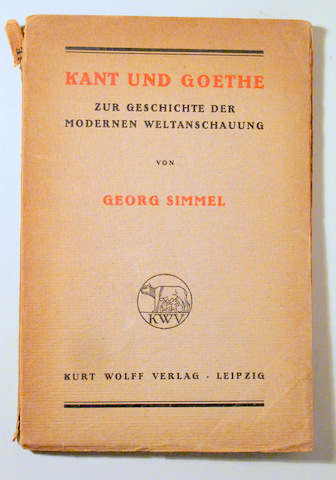 KANT UND GOETHE
ZUR GESCHICHTE DER
MODERNEN WELTANSCHAUUNG
VON
GEORG SIMMEL
KWV
KURT WOLFF VERLAG · LEIPZIG